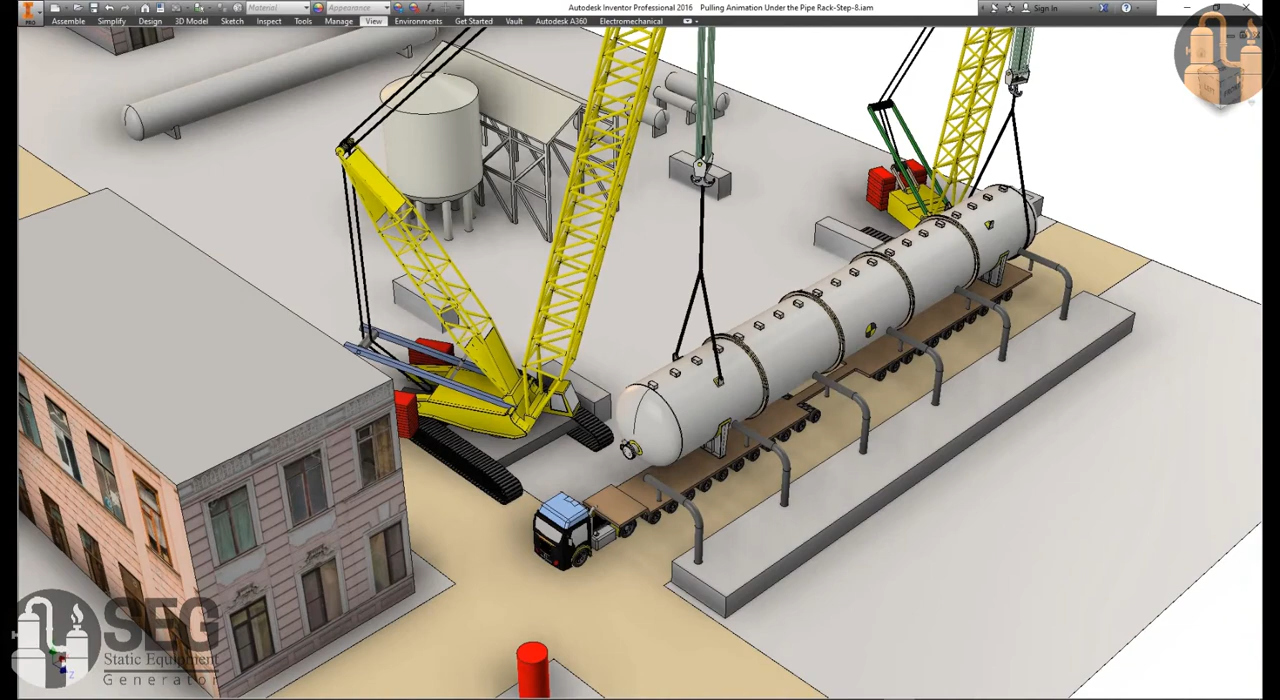 Autodesk Inventor Professional 2016 Pulling Animation Under the Pipe Rack-Step-8.iam
Material
Appearance
Sign In
PRO
Assemble Simplify Design 3D Model Sketch Inspect Tools Manage View Environments Get Started Vault Autodesk A360 Electromechanical
SEG
Static Equipment
Generator